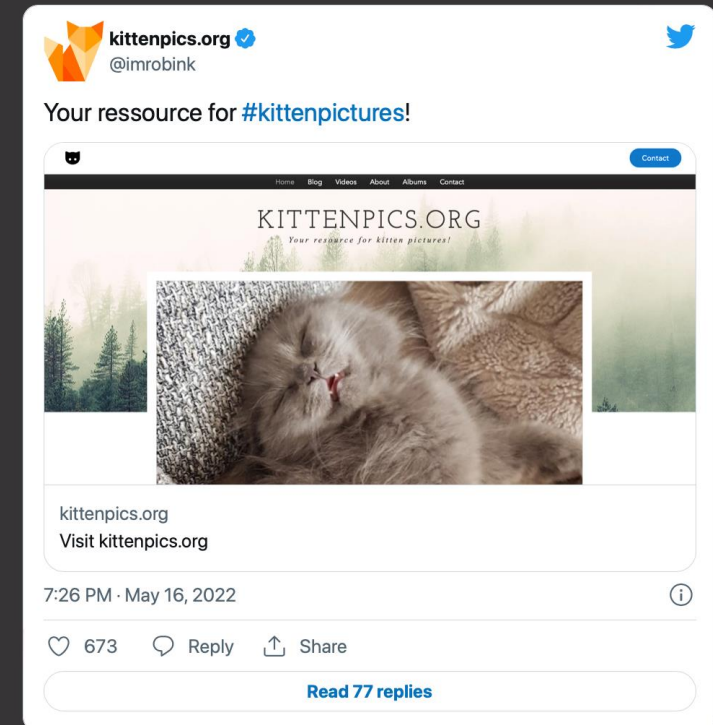 kittenpics.org
@imrobink
Your ressource for #kittenpictures!
Contact
Home Blog Videos About Albums Contact
KITTENPICS.ORG
Your resource for kitten pictures!
kittenpics.org
Visit kittenpics.org
7:26 PM · May 16, 2022
673 Reply Share
Read 77 replies